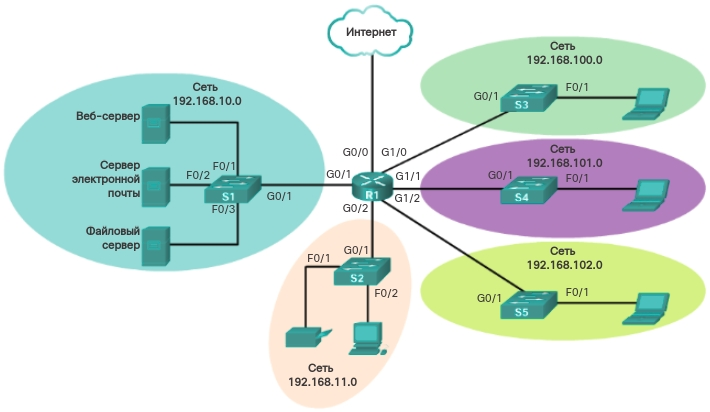 Интернет
Сеть
192.168.10.0
Веб-сервер
Сервер
электронной
почты
Файловый
сервер
F0/1
F0/2
F0/3
S1
G0/1
G0/1
G0/0
G1/0
G1/1
G1/2
R1
G0/2
Сеть
192.168.100.0
G0/1
S3
F0/1
Сеть
192.168.101.0
G0/1
S4
F0/1
Сеть
192.168.102.0
G0/1
S5
F0/1
G0/1
F0/1
S2
F0/2
Сеть
192.168.11.0